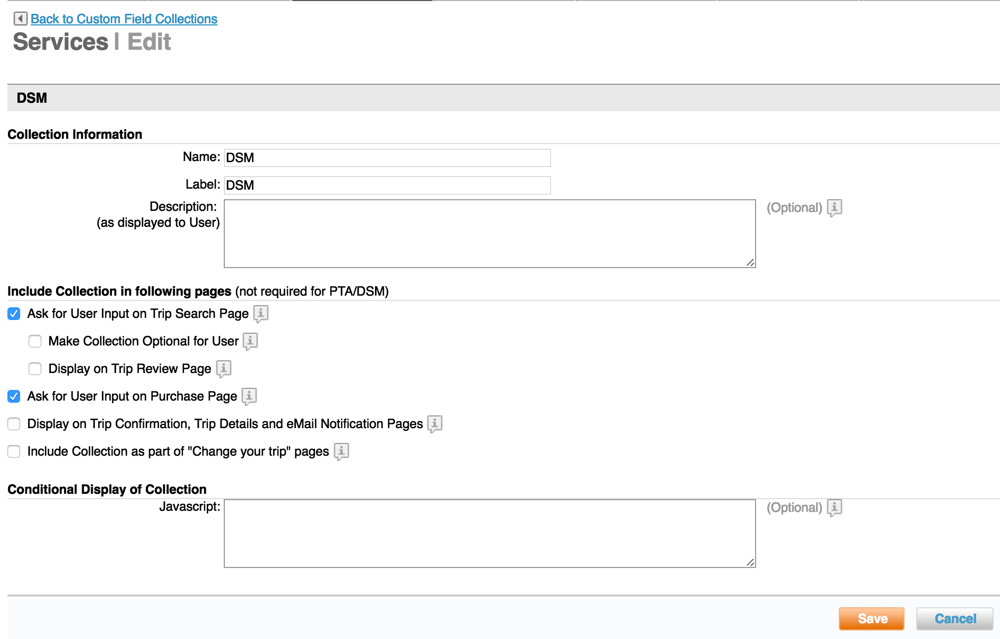 Back to Custom Field Collections
Services | Edit
DSM
Collection Information
Name: DSM
Label: DSM
Description: (Optional)
(as displayed to User)
Include Collection in following pages (not required for PTA/DSM)
Ask for User Input on Trip Search Page
Make Collection Optional for User
Display on Trip Review Page
Ask for User Input on Purchase Page
Display on Trip Confirmation, Trip Details and eMail Notification Pages
Include Collection as part of "Change your trip" pages
Conditional Display of Collection
Javascript: (Optional)
Save Cancel